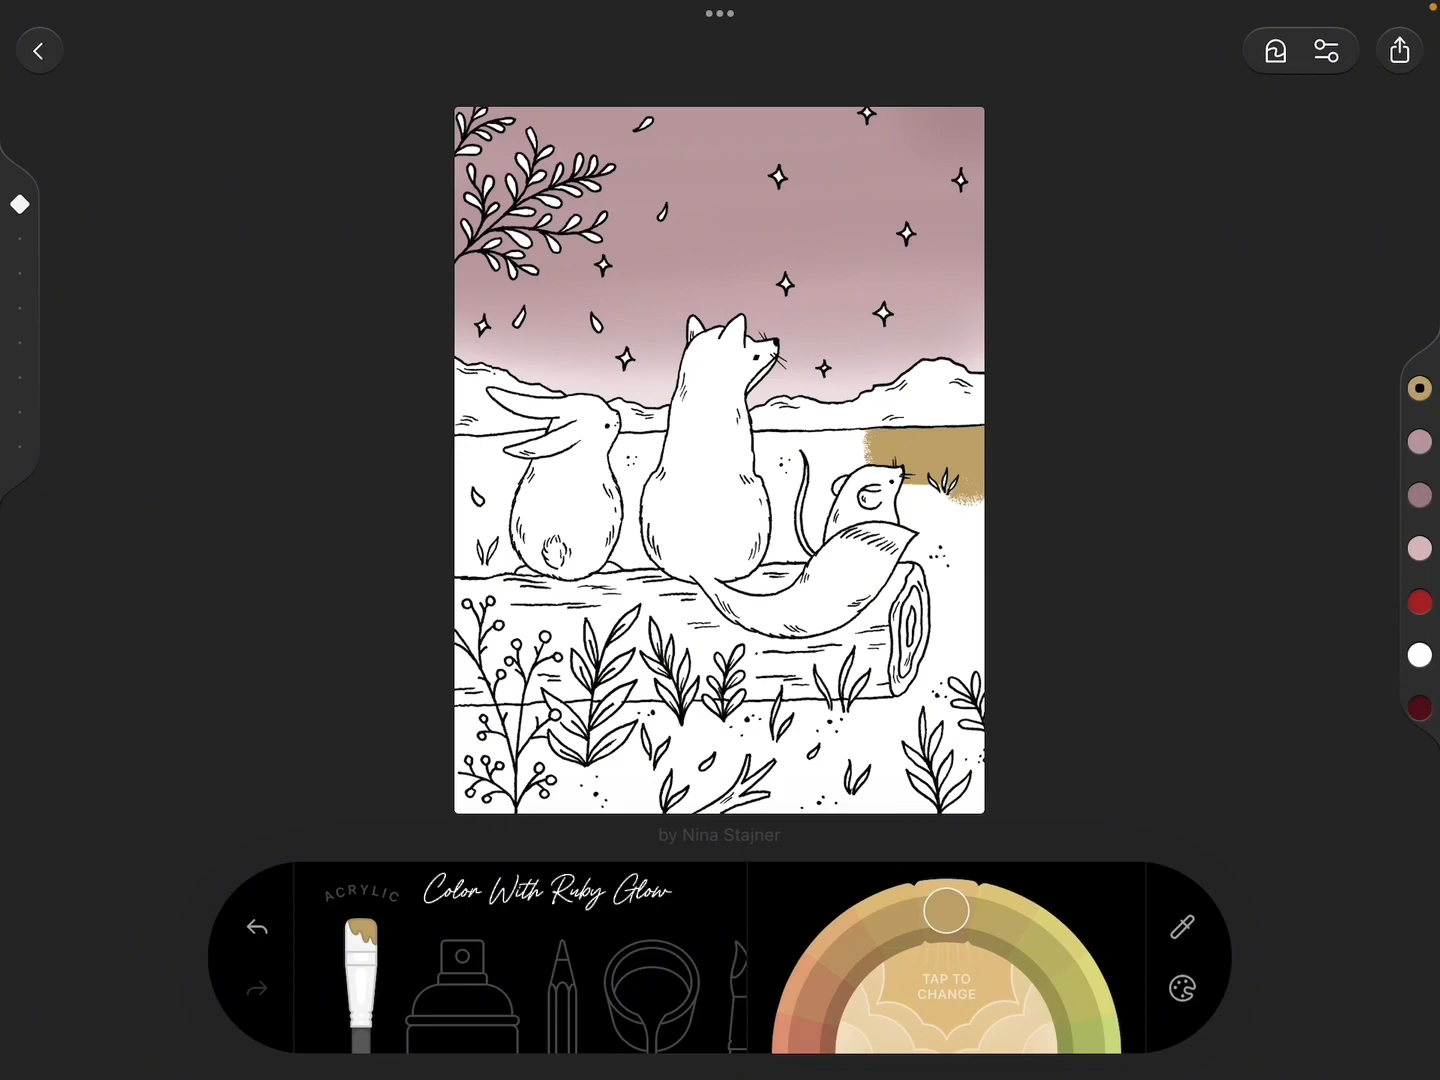 by Nina Stajner
ACRYLIC
Color With Ruby Glow
TAP TO
CHANGE